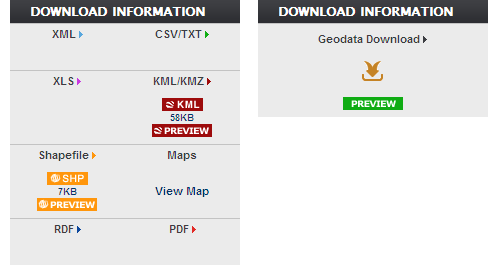 DOWNLOAD INFORMATION
XML
CSV/TXT
XLS
KML/KMZ
KML
58KB
PREVIEW
Shapefile
Maps
SHP
7KB
PREVIEW
View Map
RDF
PDF
DOWNLOAD INFORMATION
Geodata Download
PREVIEW